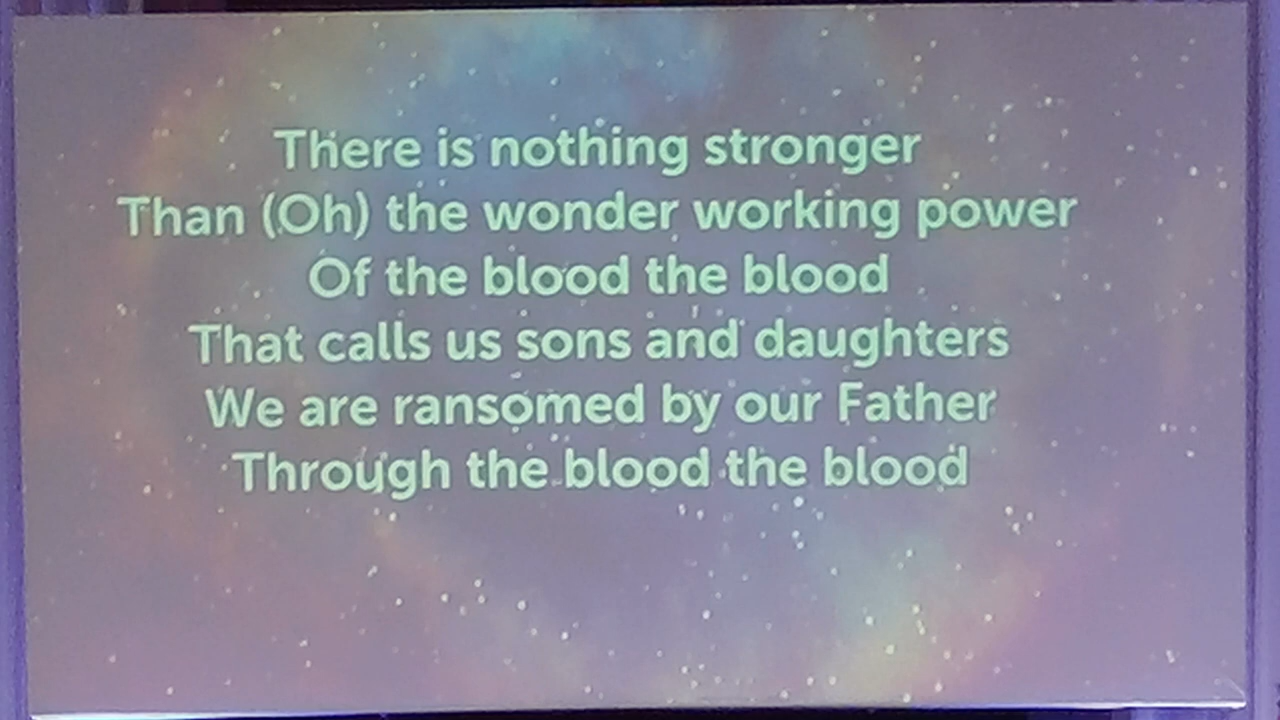 There is nothing stronger
Than (Oh) the wonder working power
Of the blood the blood
That calls us sons and daughters
We are ransomed by our Father
Through the blood the blood